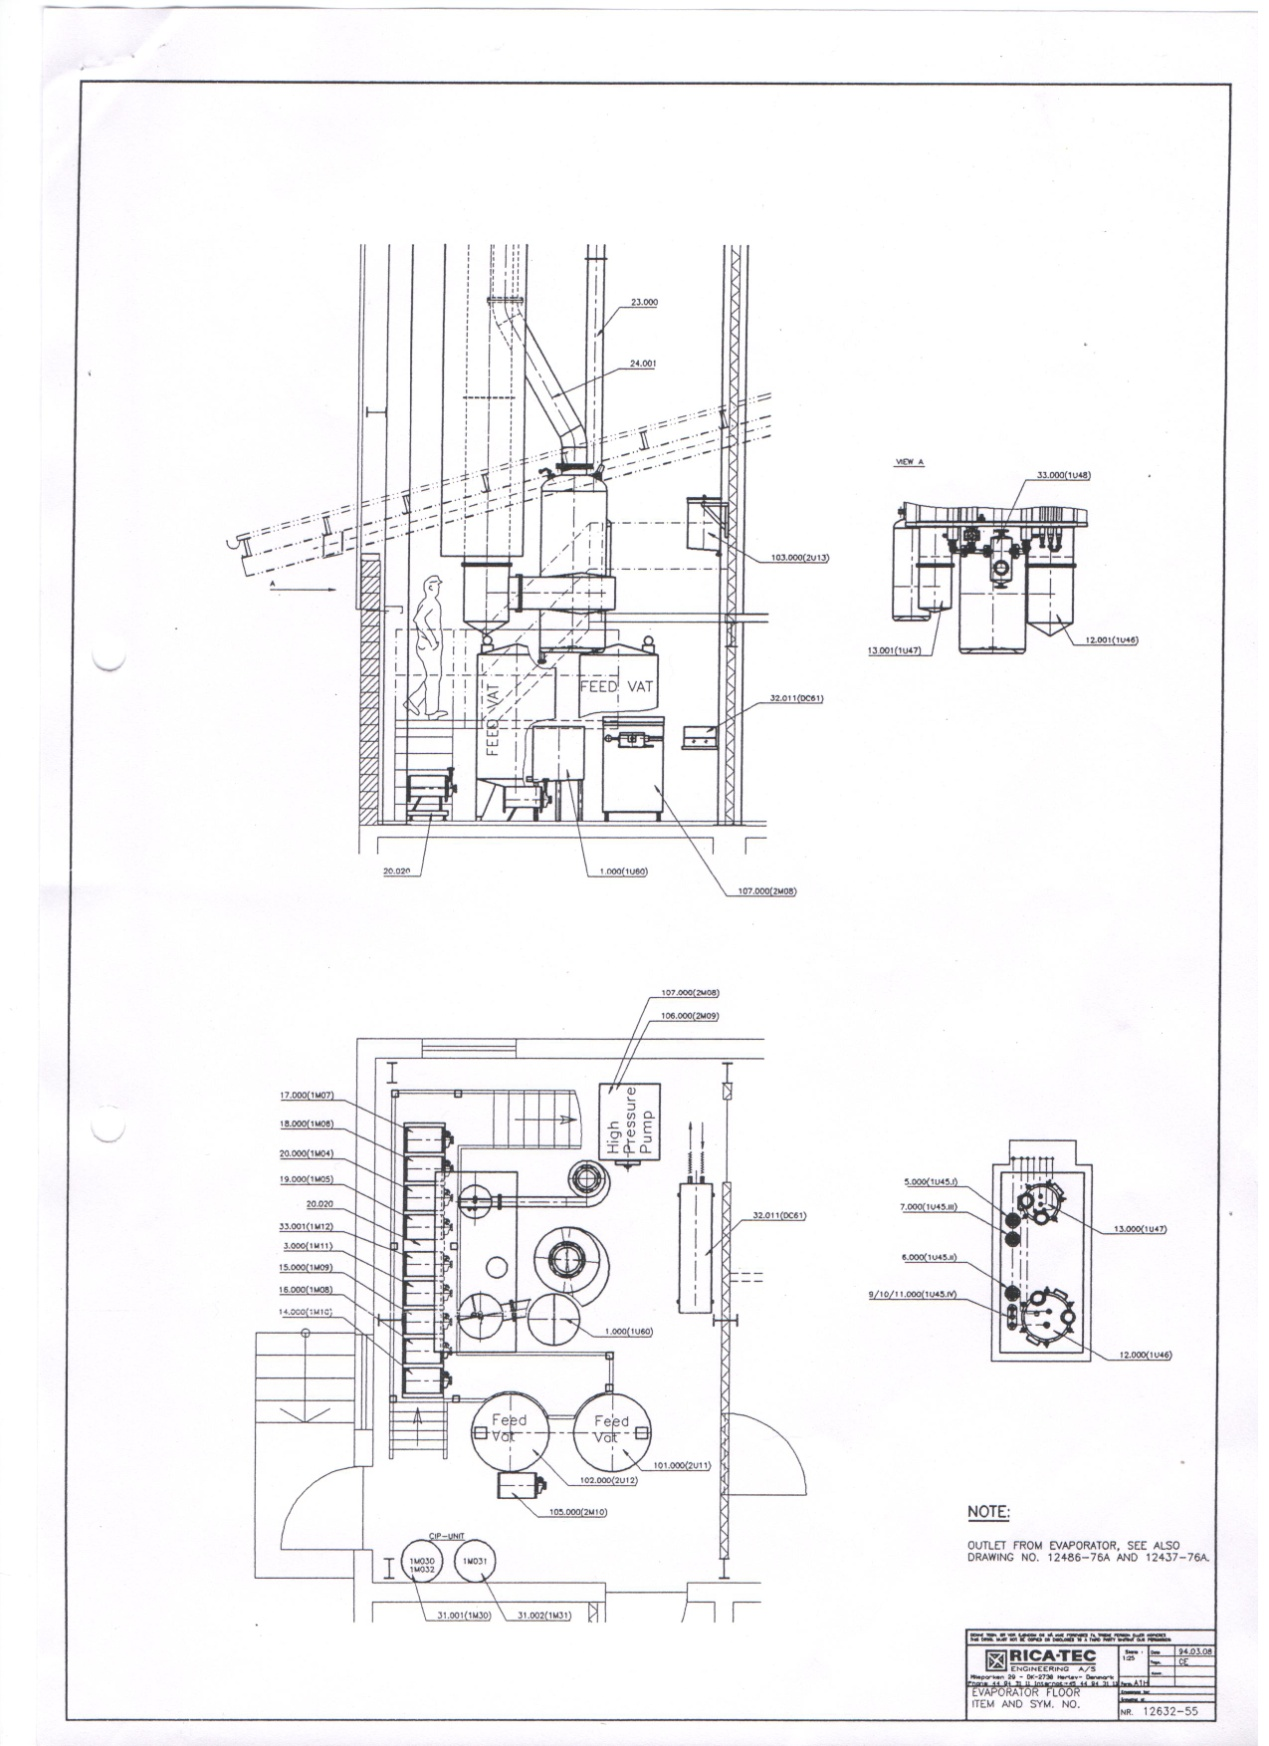 23.000
24.001
VIEW A
33.000(1U48)
103.000(2U13)
A
12.001(1U46)
13.001(1U47)
FEED VAT
FEED VAT
32.011(DC61)
20.020
1.000(1U60)
107.000(2M08)
107.000(2M08)
106.000(2M09)
17.000(1M07)
18.000(1M06)
20.000(1M04)
19.000(1M05)
20.020
33.001(1M12)
3.000(1M11)
15.000(1M09)
16.000(1M08)
14.000(1M10)
High
Pressure
Pump
32.011(DC61)
1.000(1U60)
5.000(1U45.I)
7.000(1U45.III)
13.000(1U47)
6.000(1U45.II)
9/10/11.000(1U45.IV)
12.000(1U46)
Feed
Vat
Feed
Vat
101.000(2U11)
102.000(2U12)
105.000(2M10)
CIP-UNIT
1M030
1M032
1M031
31.001(1M30)
31.002(1M31)
NOTE:
OUTLET FROM EVAPORATOR, SEE ALSO
DRAWING NO. 12486-76A AND 12437-76A.
RICA-TEC
ENGINEERING A/S
1:25
94.03.08
CE
A1H
EVAPORATOR FLOOR
ITEM AND SYM. NO.
NR. 12632-55